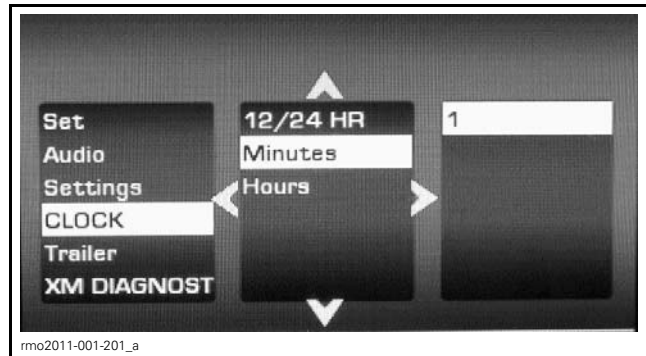 Set
Audio
Settings
CLOCK
Trailer
XM DIAGNOST
12/24 HR
Minutes
Hours
1
rmo2011-001-201_a